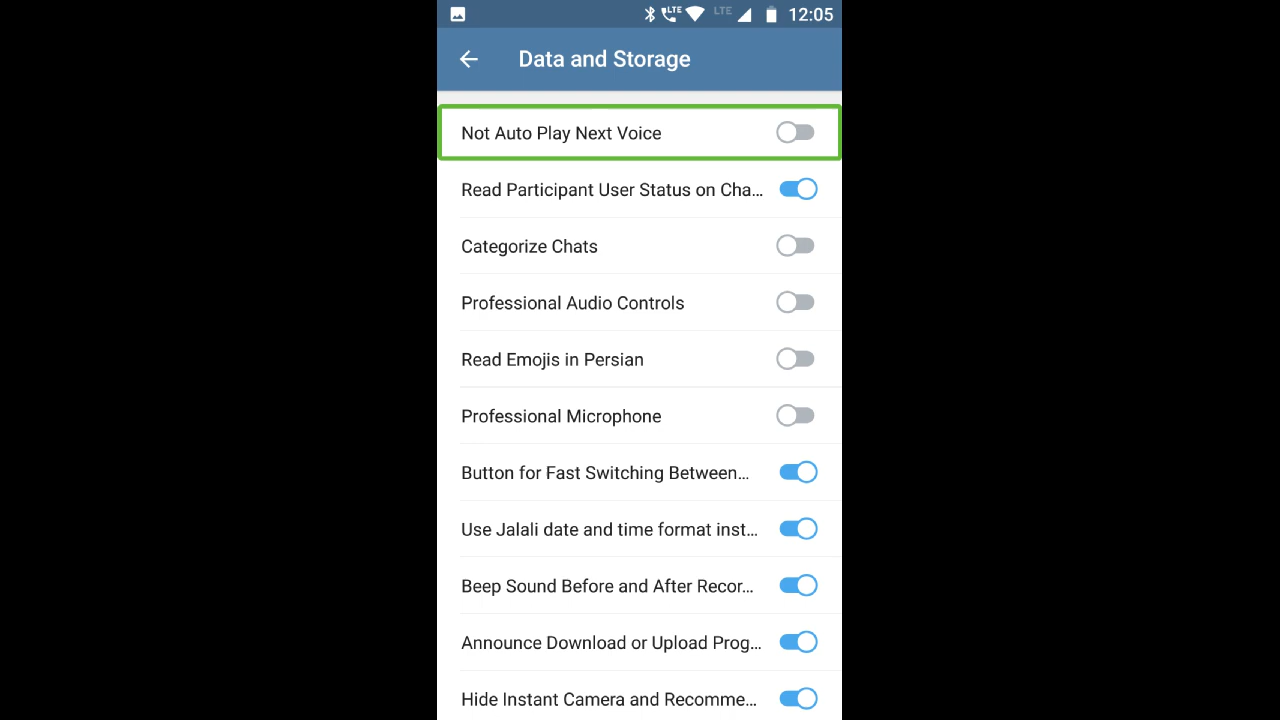 LTE LTE 12:05
Data and Storage
Not Auto Play Next Voice
Read Participant User Status on Cha...
Categorize Chats
Professional Audio Controls
Read Emojis in Persian
Professional Microphone
Button for Fast Switching Between...
Use Jalali date and time format inst...
Beep Sound Before and After Recor...
Announce Download or Upload Prog...
Hide Instant Camera and Recomme...